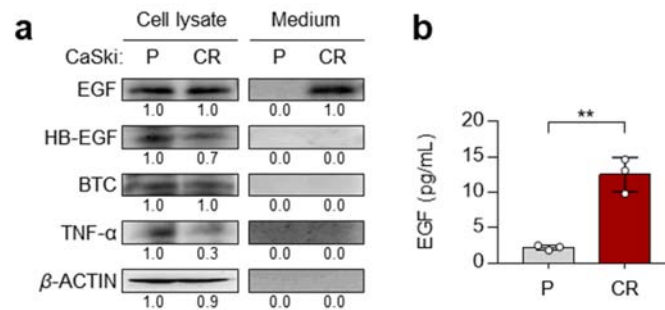 a
Cell lysate Medium
CaSki: P CR P CR
EGF
1.0 1.0 0.0 1.0
HB-EGF
1.0 0.7 0.0 0.0
BTC
1.0 1.0 0.0 0.0
TNF-α
1.0 0.3 0.0 0.0
β-ACTIN
1.0 0.9 0.0 0.0
b
**
EGF (pg/mL)
20
15
10
5
0
P CR